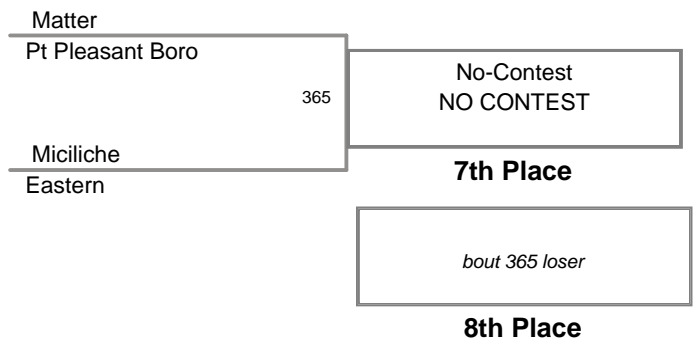 Matter
Pt Pleasant Boro
365
Miciliche
Eastern
No-Contest
NO CONTEST
7th Place
bout 365 loser
8th Place